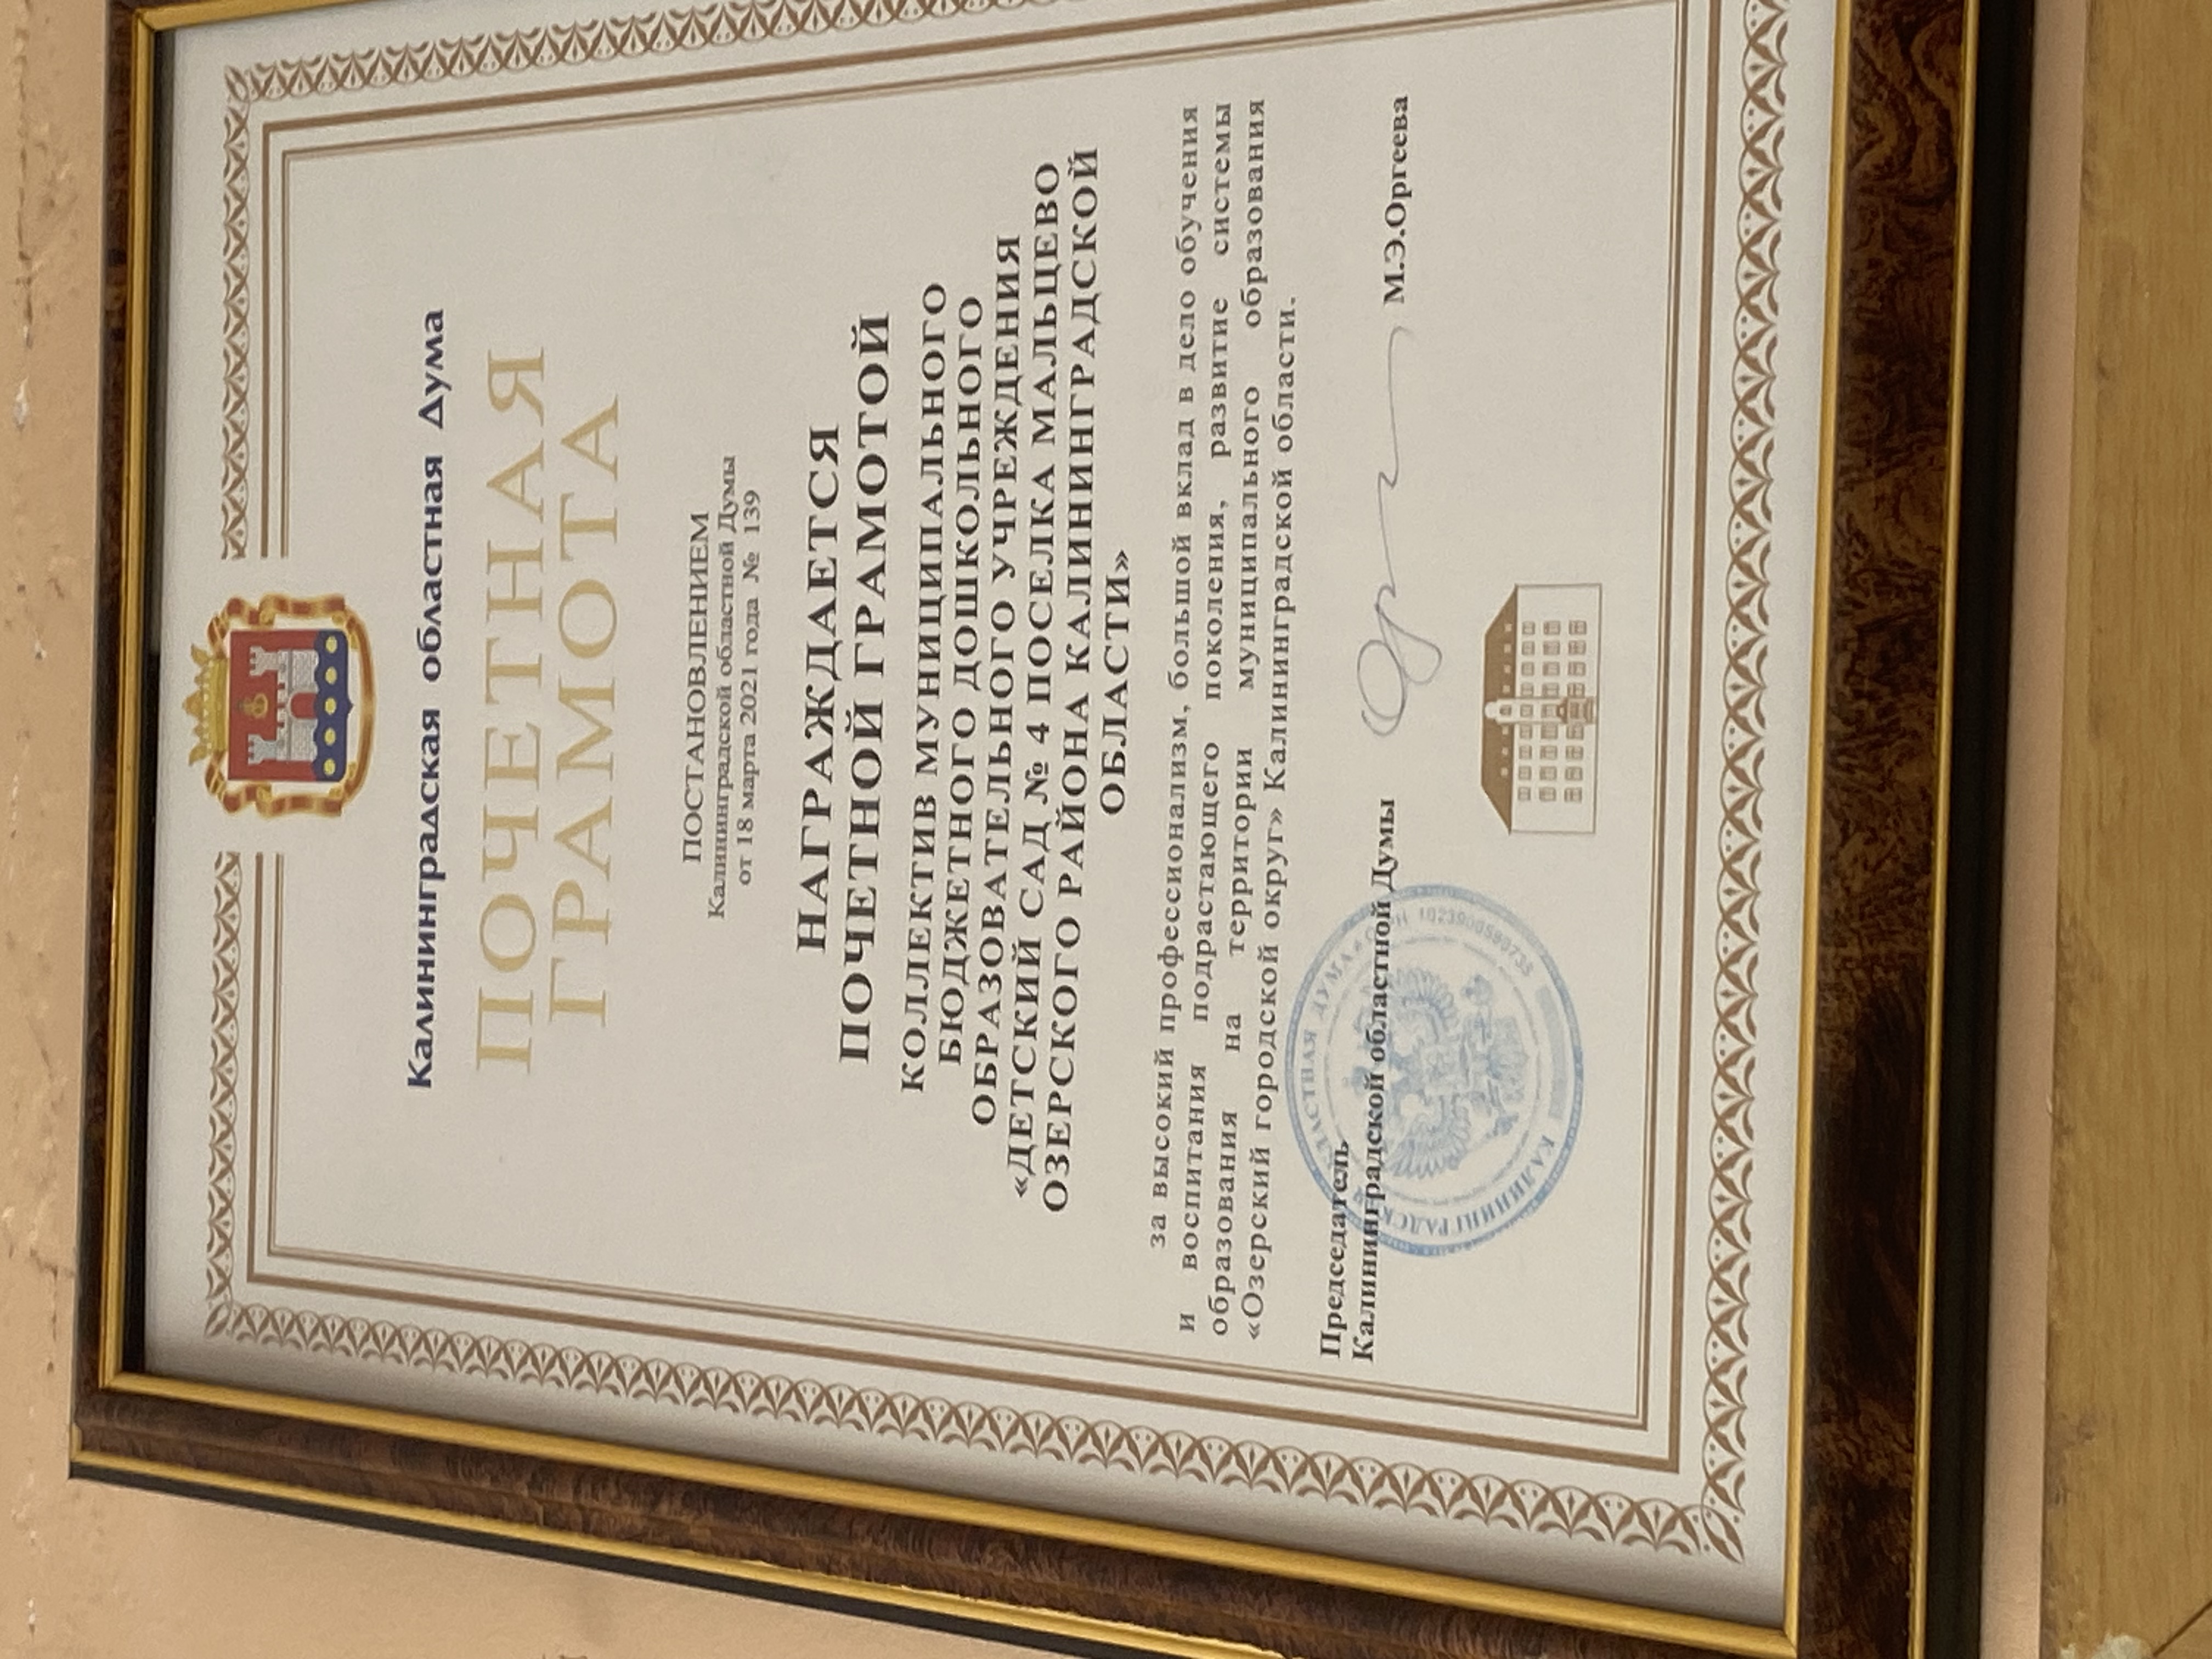 Калининградская областная Дума
ПОЧЕТНАЯ
ГРАМОТА
ПОСТАНОВЛЕНИЕМ
Калининградской областной Думы
от 18 марта 2021 года № 139
НАГРАЖДАЕТСЯ
ПОЧЕТНОЙ ГРАМОТОЙ
КОЛЛЕКТИВ МУНИЦИПАЛЬНОГО
БЮДЖЕТНОГО ДОШКОЛЬНОГО
ОБРАЗОВАТЕЛЬНОГО УЧРЕЖДЕНИЯ
«ДЕТСКИЙ САД № 4 ПОСЕЛКА МАЛЬЦЕВО
ОЗЕРСКОГО РАЙОНА КАЛИНИНГРАДСКОЙ
ОБЛАСТИ»
за высокий профессионализм, большой вклад в дело обучения
и воспитания подрастающего поколения, развитие системы
образования на территории муниципального образования
«Озерский городской округ» Калининградской области.
Председатель
Калининградской областной Думы М.Э.Оргеева